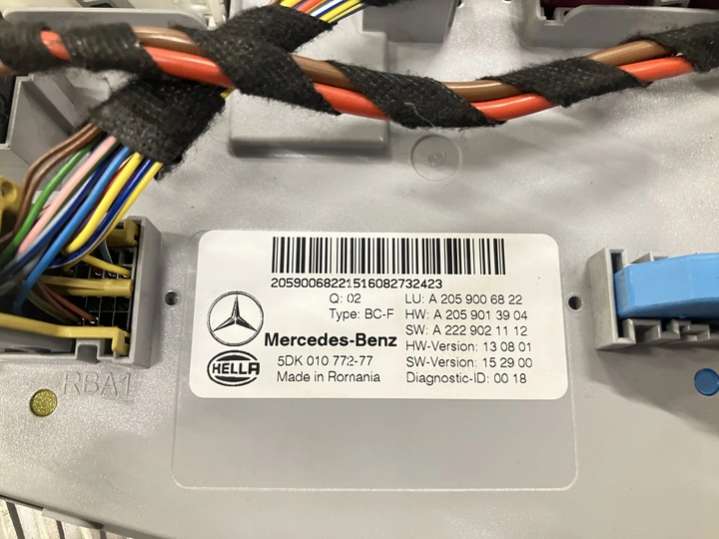 2059006822151608273​2423
Q: 02
LU: A 205 900 68 22
Type: BC-F
HW: A 205 901 39 04
SW: A 222 902 11 12
Mercedes-Benz
HW-Version: 13 08 01
HELLA
5DK 010 772-77
SW-Version: 15 29 00
Made in Romania
Diagnostic-ID: 00 18
RBA1